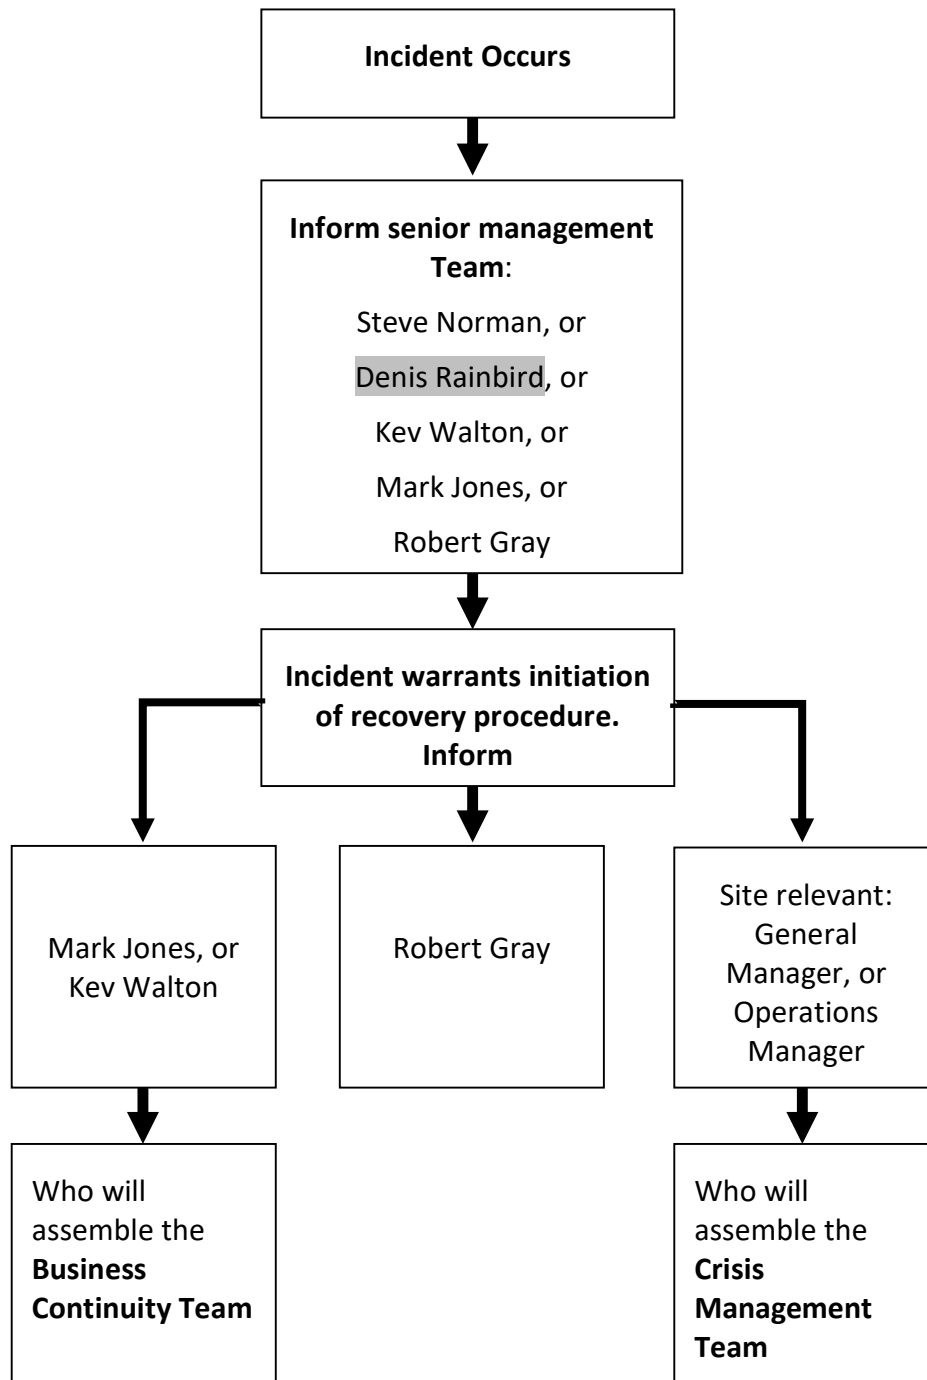 Incident Occurs
Inform senior management
Team:
Steve Norman, or
Denis Rainbird, or
Kev Walton, or
Mark Jones, or
Robert Gray
Incident warrants initiation
of recovery procedure.
Inform
Mark Jones, or
Kev Walton
Robert Gray
Site relevant:
General
Manager, or
Operations
Manager
Who will
assemble the
Business
Continuity Team
Who will
assemble the
Crisis
Management
Team